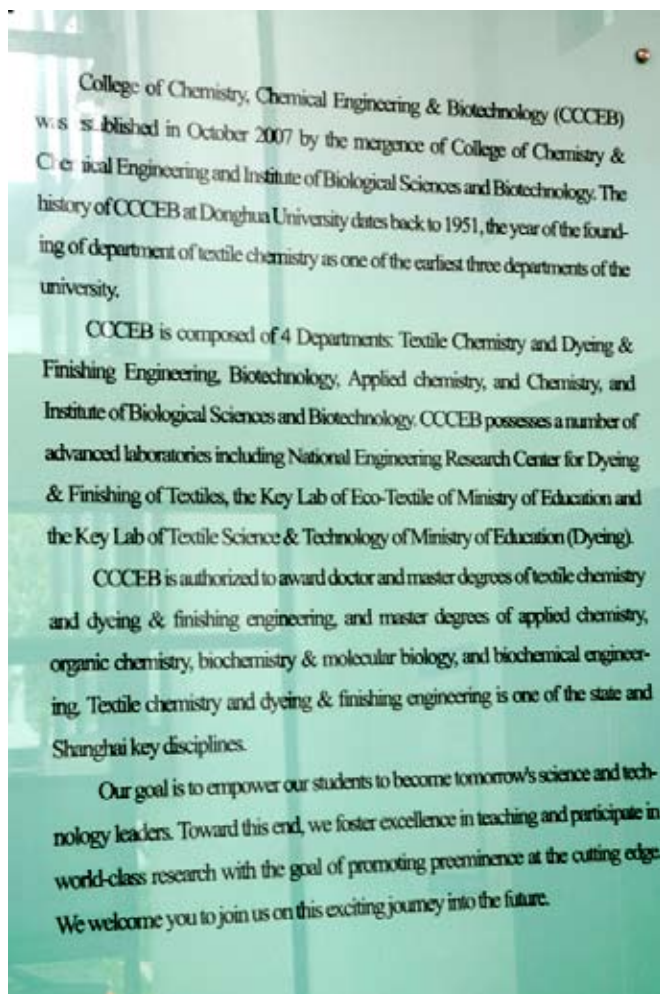 College of Chemistry, Chemical Engineering & Biotechnology (CCCEB)
was established in October 2007 by the mergence of College of Chemistry &
Chemical Engineering and Institute of Biological Sciences and Biotechnology. The
history of CCCEB at Donghua University dates back to 1951, the year of the found-
ing of department of textile chemistry as one of the earliest three departments of the
university.
CCCEB is composed of 4 Departments: Textile Chemistry and Dyeing &
Finishing Engineering, Biotechnology, Applied chemistry, and Chemistry, and
Institute of Biological Sciences and Biotechnology. CCCEB possesses a number of
advanced laboratories including National Engineering Research Center for Dyeing
& Finishing of Textiles, the Key Lab of Eco-Textile of Ministry of Education and
the Key Lab of Textile Science & Technology of Ministry of Education (Dyeing).
CCCEB is authorized to award doctor and master degrees of textile chemistry
and dyeing & finishing engineering, and master degrees of applied chemistry,
organic chemistry, biochemistry & molecular biology, and biochemical engineer-
ing. Textile chemistry and dyeing & finishing engineering is one of the state and
Shanghai key disciplines.
Our goal is to empower our students to become tomorrow's science and tech-
nology leaders. Toward this end, we foster excellence in teaching and participate in
world-class research with the goal of promoting preeminence at the cutting edge.
We welcome you to join us on this exciting journey into the future.